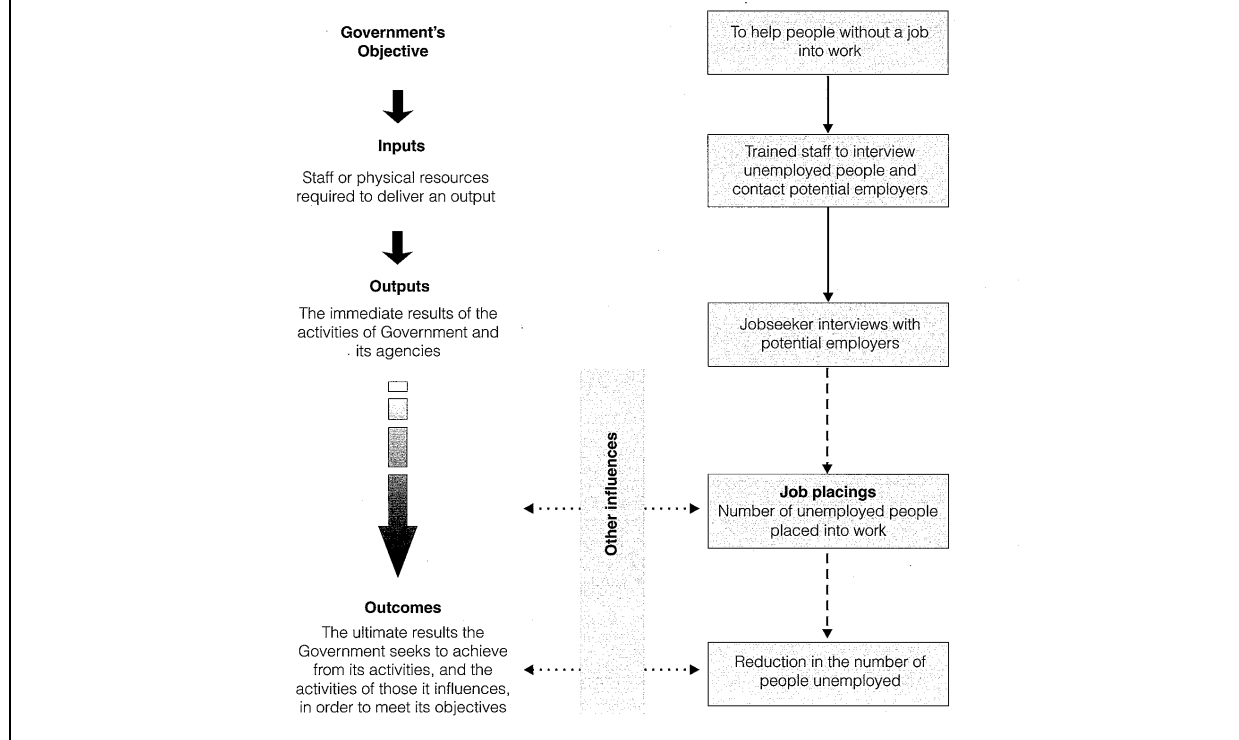 Government's
Objective
Inputs
Staff or physical resources
required to deliver an output
Outputs
The immediate results of the
activities of Government and
its agencies
Outcomes
The ultimate results the
Government seeks to achieve
from its activities, and the
activities of those it influences,
in order to meet its objectives
Other influences
To help people without a job
into work
Trained staff to interview
unemployed people and
contact potential employers
Jobseeker interviews with
potential employers
Job placings
Number of unemployed people
placed into work
Reduction in the number of
people unemployed